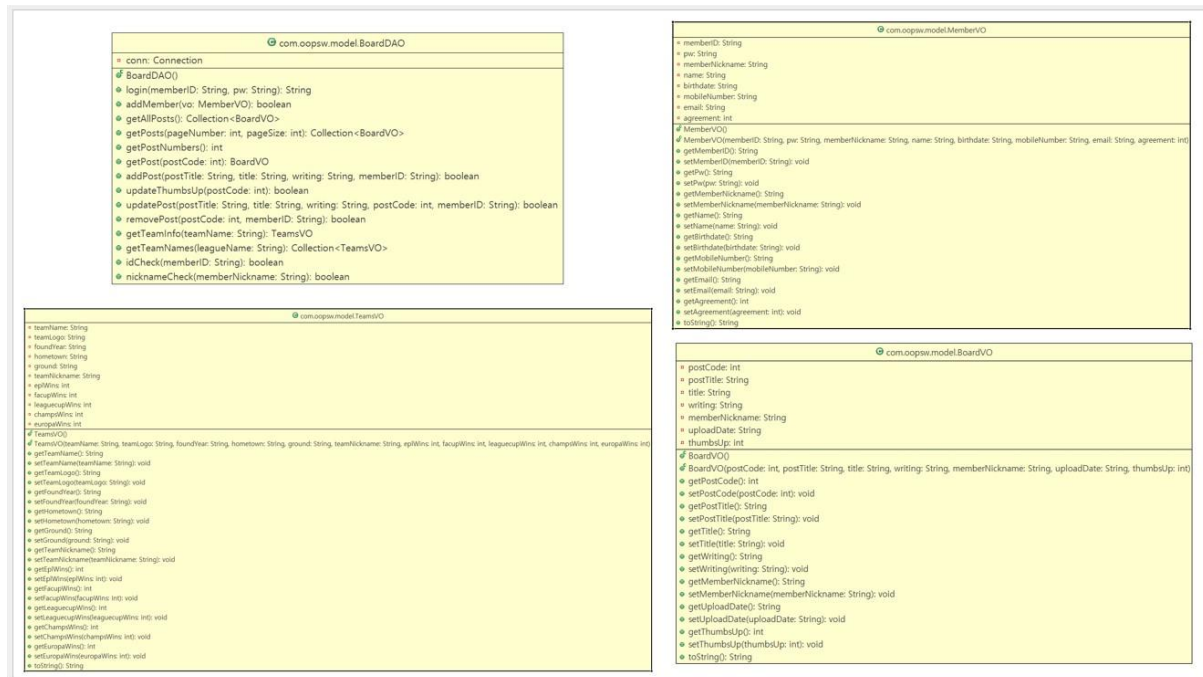 com.oopsw.model.BoardDAO
conn: Connection
BoardDAO()
login(memberID: String, pw: String): String
addMember(vo: MemberVO): boolean
getAllPosts(): Collection<BoardVO>
getPosts(pageNumber: int, pageSize: int): Collection<BoardVO>
getPostNumbers(): int
getPost(postCode: int): BoardVO
addPost(postTitle: String, title: String, writing: String, memberID: String): boolean
updateThumbsUp(postCode: int): boolean
updatePost(postTitle: String, title: String, writing: String, postCode: int, memberID: String): boolean
removePost(postCode: int, memberID: String): boolean
getTeamInfo(teamName: String): TeamsVO
getTeamNames(leagueName: String): Collection<TeamsVO>
idCheck(memberID: String): boolean
nicknameCheck(memberNickname: String): boolean
com.oopsw.model.MemberVO
memberID: String
pw: String
memberNickname: String
name: String
birthdate: String
mobileNumber: String
email: String
agreement: int
MemberVO()
MemberVO(memberID: String, pw: String, memberNickname: String, name: String, birthdate: String, mobileNumber: String, email: String, agreement: int)
getMemberID(): String
setMemberID(memberID: String): void
getPw(): String
setPw(pw: String): void
getMemberNickname(): String
setMemberNickname(memberNickname: String): void
getName(): String
setName(name: String): void
getBirthdate(): String
setBirthdate(birthdate: String): void
getMobileNumber(): String
setMobileNumber(mobileNumber: String): void
getEmail(): String
setEmail(email: String): void
getAgreement(): int
setAgreement(agreement: int): void
toString(): String
com.oopsw.model.TeamsVO
teamName: String
teamLogo: String
foundYear: String
hometown: String
ground: String
teamNickname: String
eplWins: int
facupWins: int
leaguecupWins: int
champsWins: int
europaWins: int
TeamsVO()
TeamsVO(teamName: String, teamLogo: String, foundYear: String, hometown: String, ground: String, teamNickname: String, eplWins: int, facupWins: int, leaguecupWins: int, champsWins: int, europaWins: int)
getTeamName(): String
setTeamName(teamName: String): void
getTeamLogo(): String
setTeamLogo(teamLogo: String): void
getFoundYear(): String
setFoundYear(foundYear: String): void
getHometown(): String
setHometown(hometown: String): void
getGround(): String
setGround(ground: String): void
getTeamNickname(): String
setTeamNickname(teamNickname: String): void
getEplWins(): int
setEplWins(eplWins: int): void
getFacupWins(): int
setFacupWins(facupWins: int): void
getLeaguecupWins(): int
setLeaguecupWins(leaguecupWins: int): void
getChampsWins(): int
setChampsWins(champsWins: int): void
getEuropaWins(): int
setEuropaWins(europaWins: int): void
toString(): String
com.oopsw.model.BoardVO
postCode: int
postTitle: String
title: String
writing: String
memberNickname: String
uploadDate: String
thumbsUp: int
BoardVO()
BoardVO(postCode: int, postTitle: String, title: String, writing: String, memberNickname: String, uploadDate: String, thumbsUp: int)
getPostCode(): int
setPostCode(postCode: int): void
getPostTitle(): String
setPostTitle(postTitle: String): void
getTitle(): String
setTitle(title: String): void
getWriting(): String
setWriting(writing: String): void
getMemberNickname(): String
setMemberNickname(memberNickname: String): void
getUploadDate(): String
setUploadDate(uploadDate: String): void
getThumbsUp(): int
setThumbsUp(thumbsUp: int): void
toString(): String